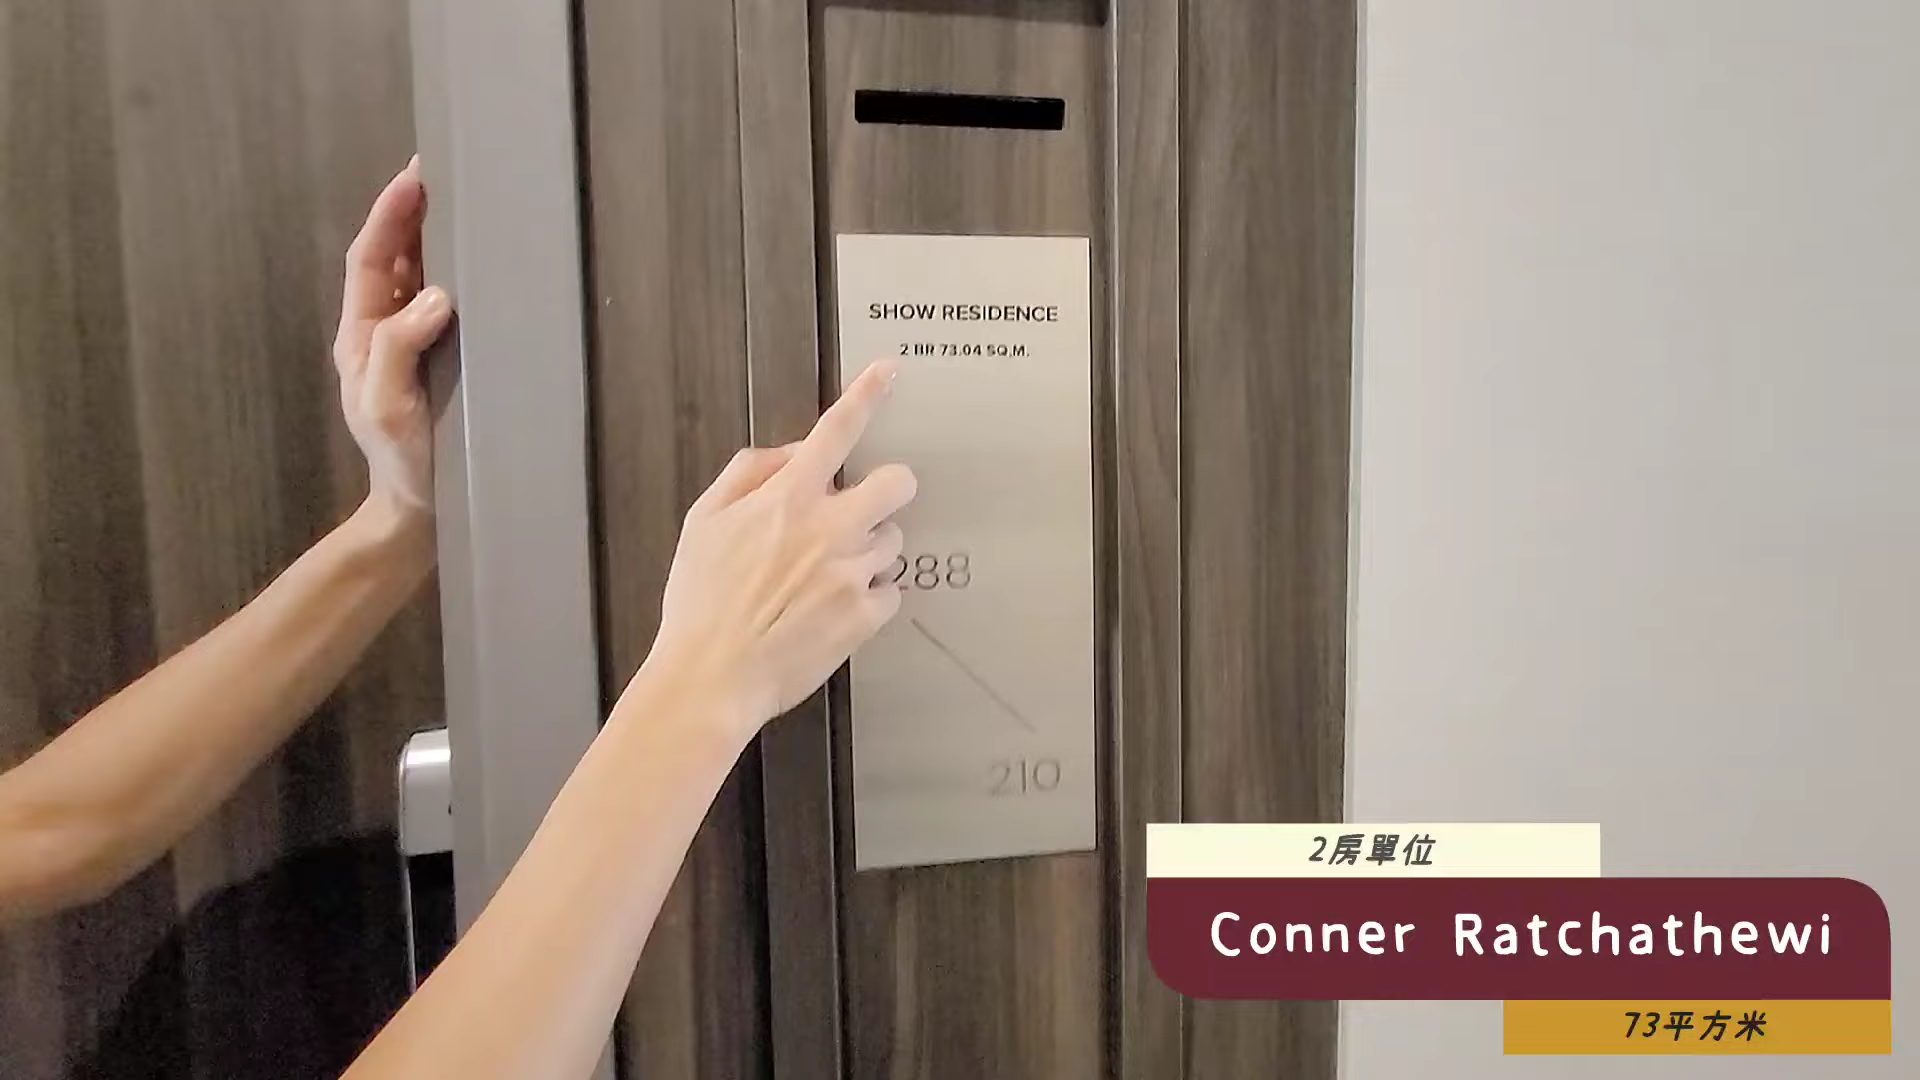 SHOW RESIDENCE
2 BR 73.04 SQ.M.
288
210
2房單位
Conner Ratchathewi
73平方米